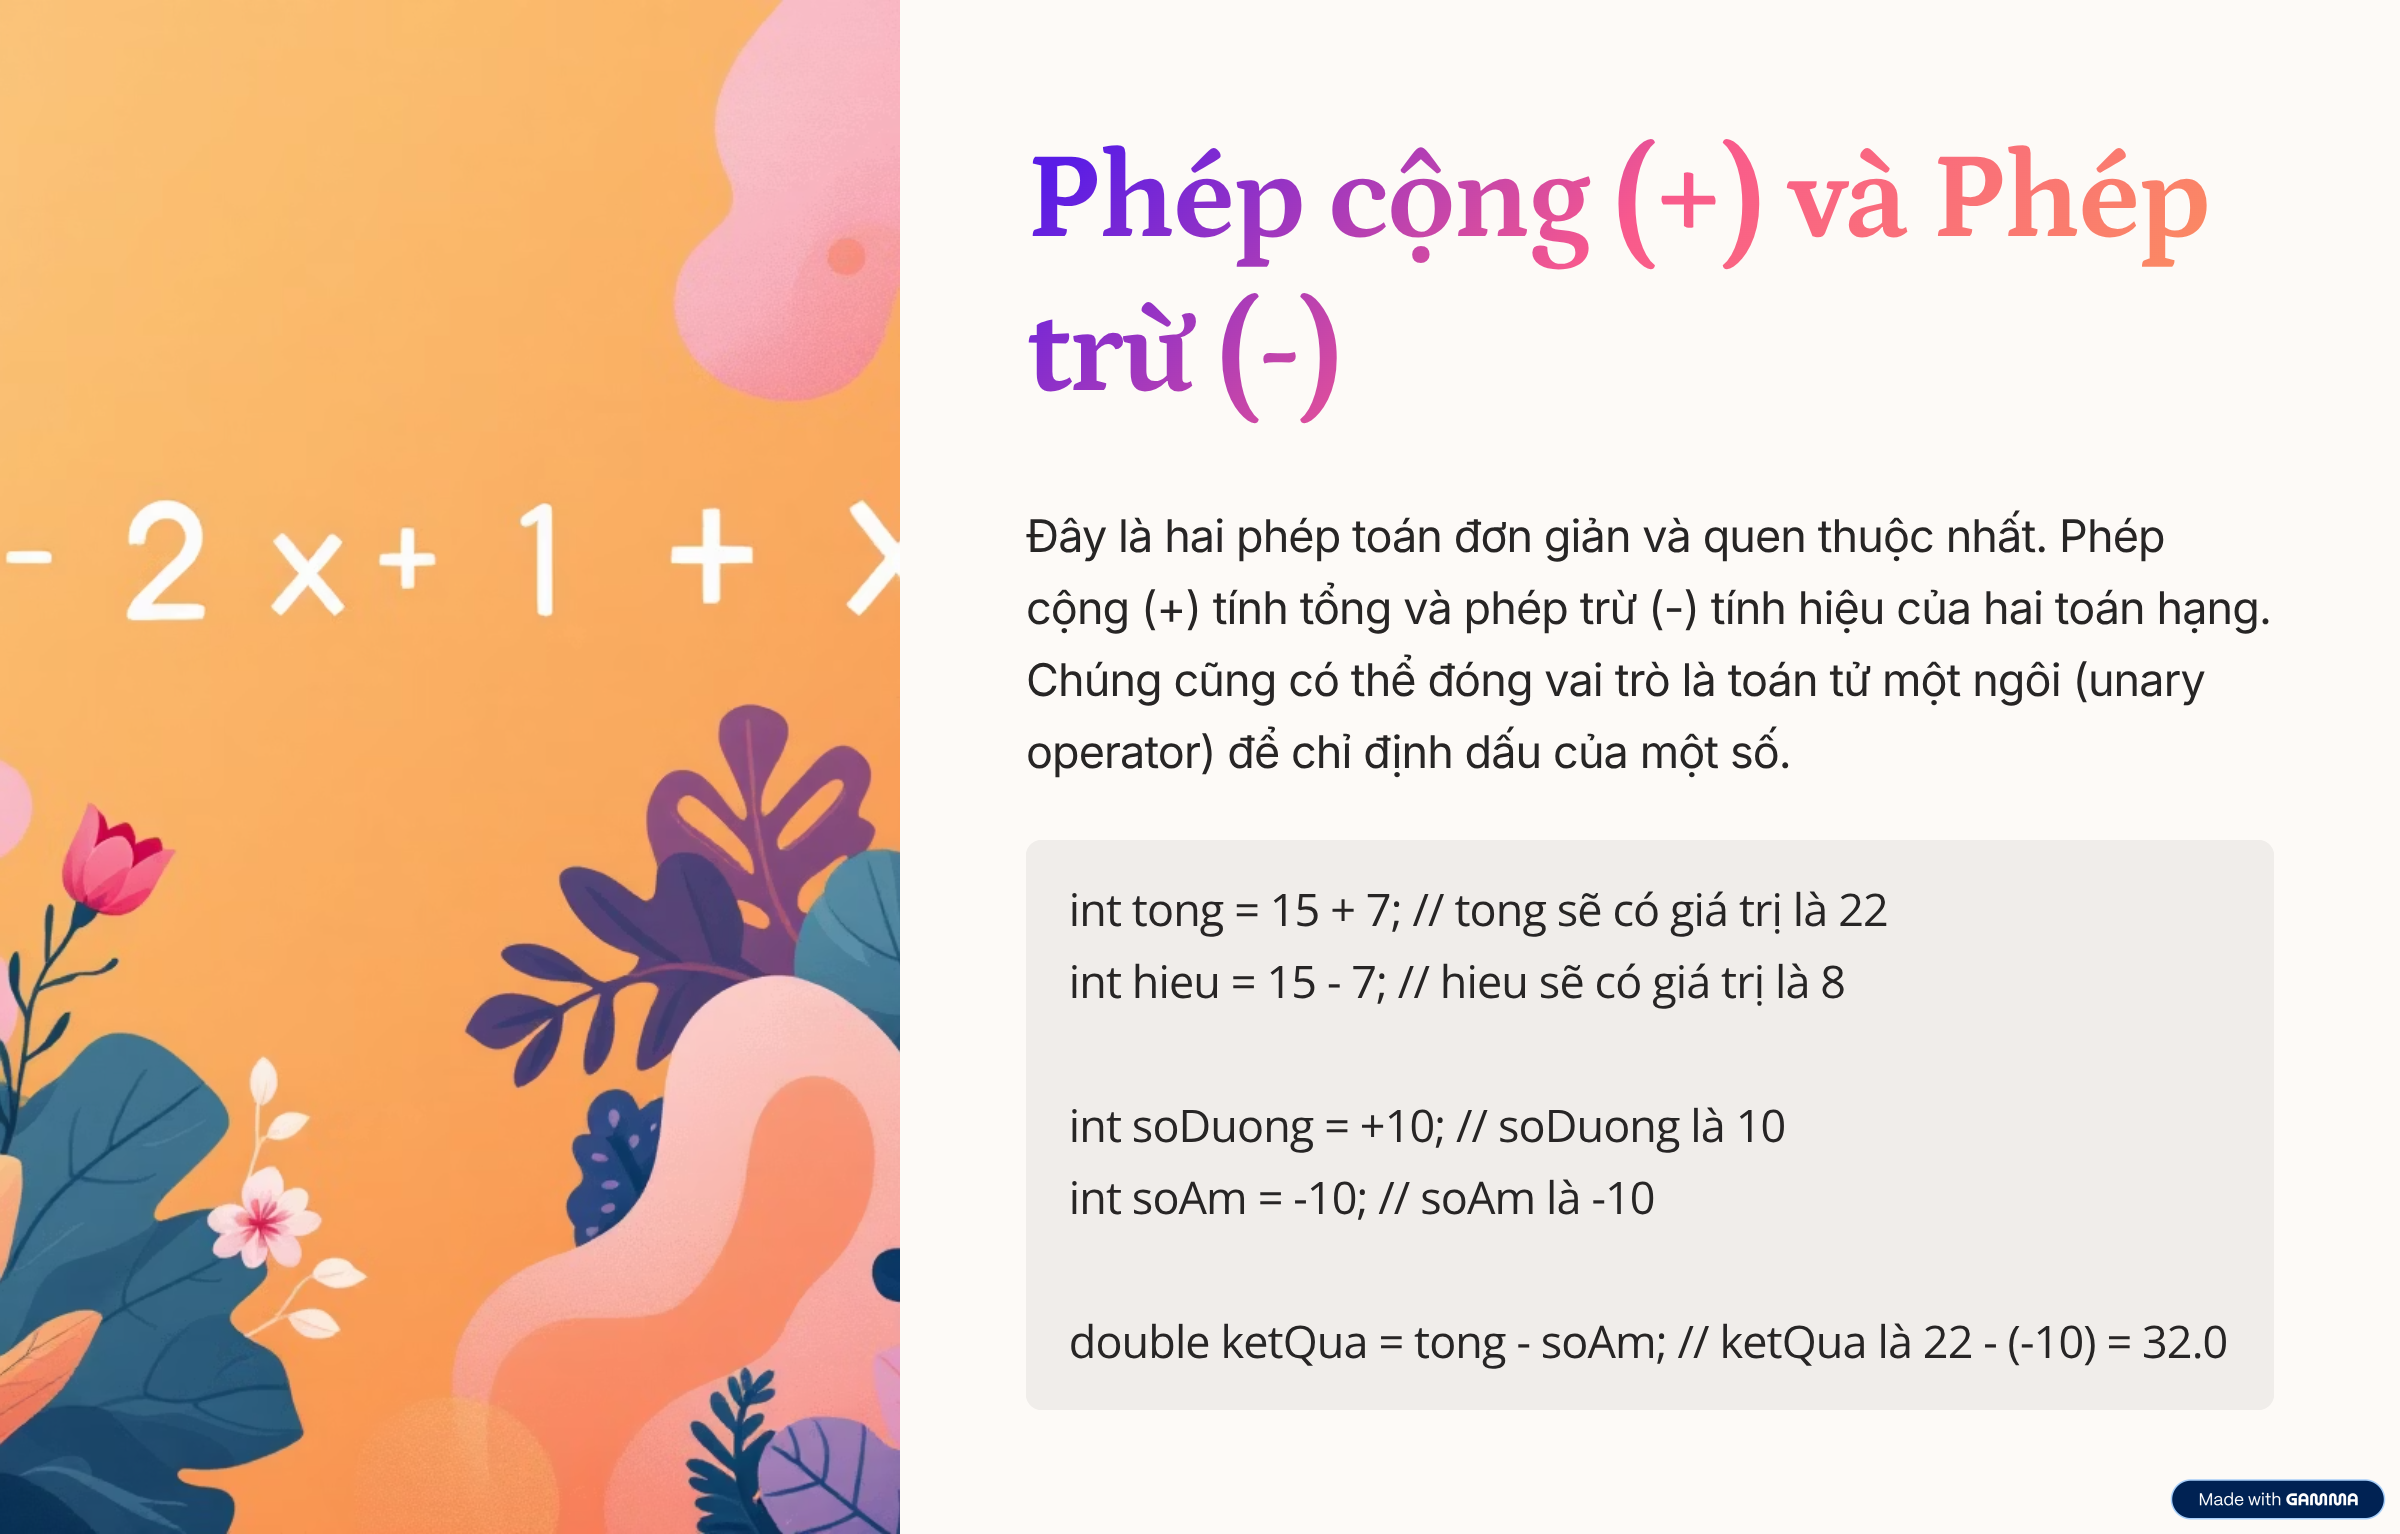 - 2 x + 1 + x
Phép cộng (+) và Phép
trừ (-)
Đây là hai phép toán đơn giản và quen thuộc nhất. Phép
cộng (+) tính tổng và phép trừ (-) tính hiệu của hai toán hạng.
Chúng cũng có thể đóng vai trò là toán tử một ngôi (unary
operator) để chỉ định dấu của một số.
int tong = 15 + 7; // tong sẽ có giá trị là 22
int hieu = 15 - 7; // hieu sẽ có giá trị là 8
int soDuong = +10; // soDuong là 10
int soAm = -10; // soAm là -10
double ketQua = tong - soAm; // ketQua là 22 - (-10) = 32.0
Made with GAMMA